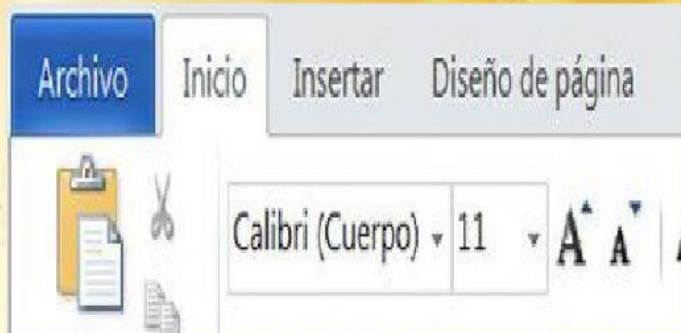 Archivo Inicio Insertar Diseño de página
Calibri (Cuerpo) 11 A A